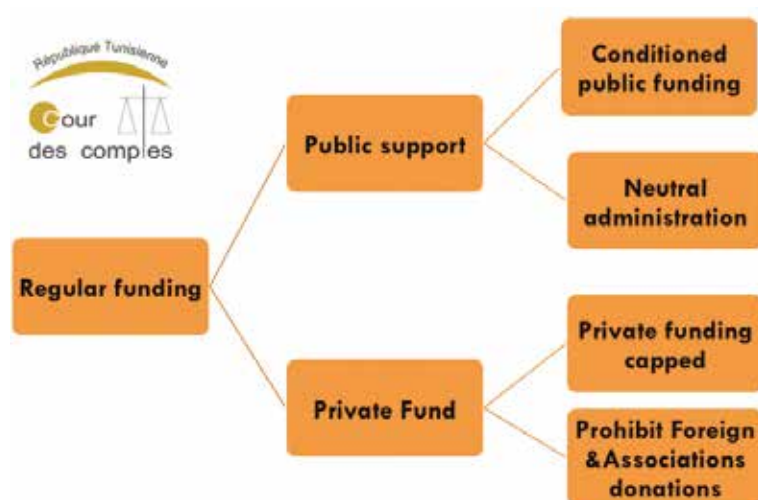 République Tunisienne
Cour
des comptes
Conditioned
public funding
Public support
Neutral
administration
Regular funding
Private funding
capped
Private Fund
Prohibit Foreign
&Associations
donations